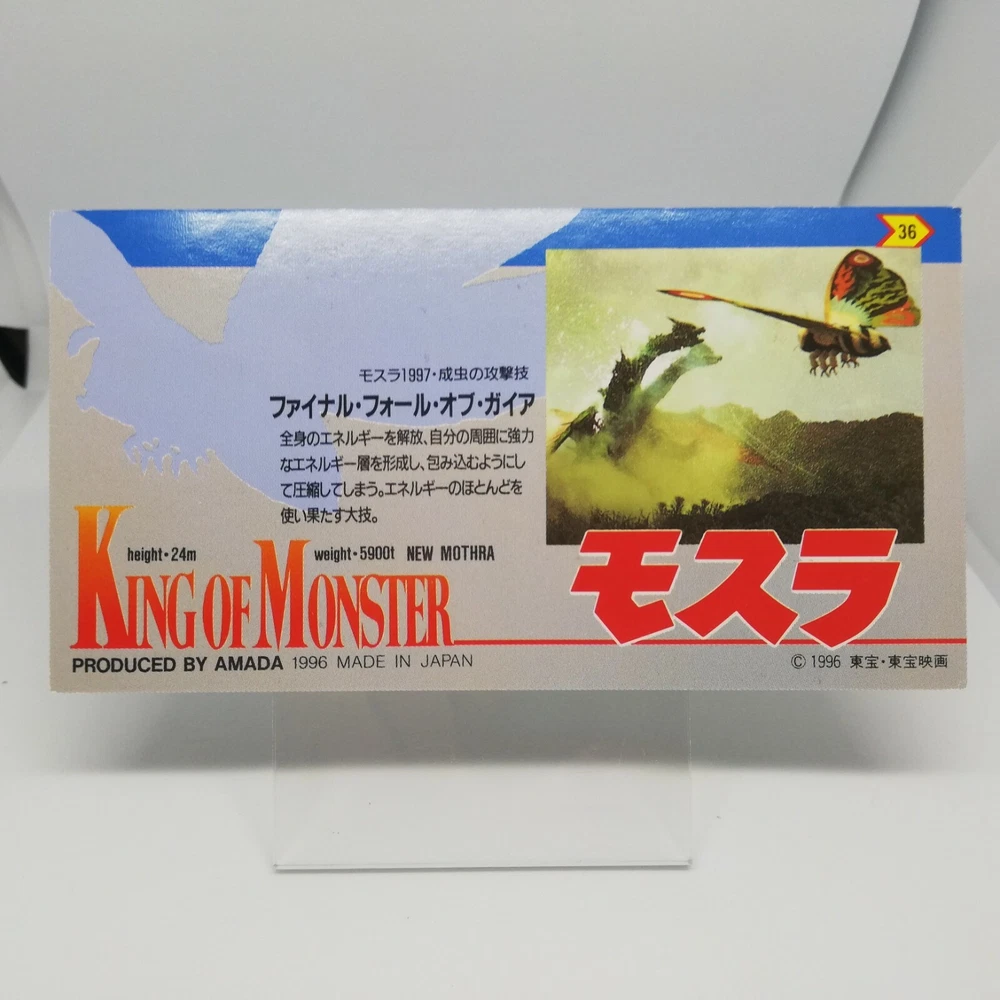 36
モスラ1997・成虫の攻撃技
ファイナル・フォール・オブ・ガイア
全身のエネルギーを解放、自分の周囲に強力
なエネルギー層を形成し、包み込むようにし
て圧縮してしまう。エネルギーのほとんどを
使い果たす大技。
height・24m weight・5900t NEW MOTHRA
KING OF MONSTER
モスラ
PRODUCED BY AMADA 1996 MADE IN JAPAN
© 1996 東宝・東宝映画